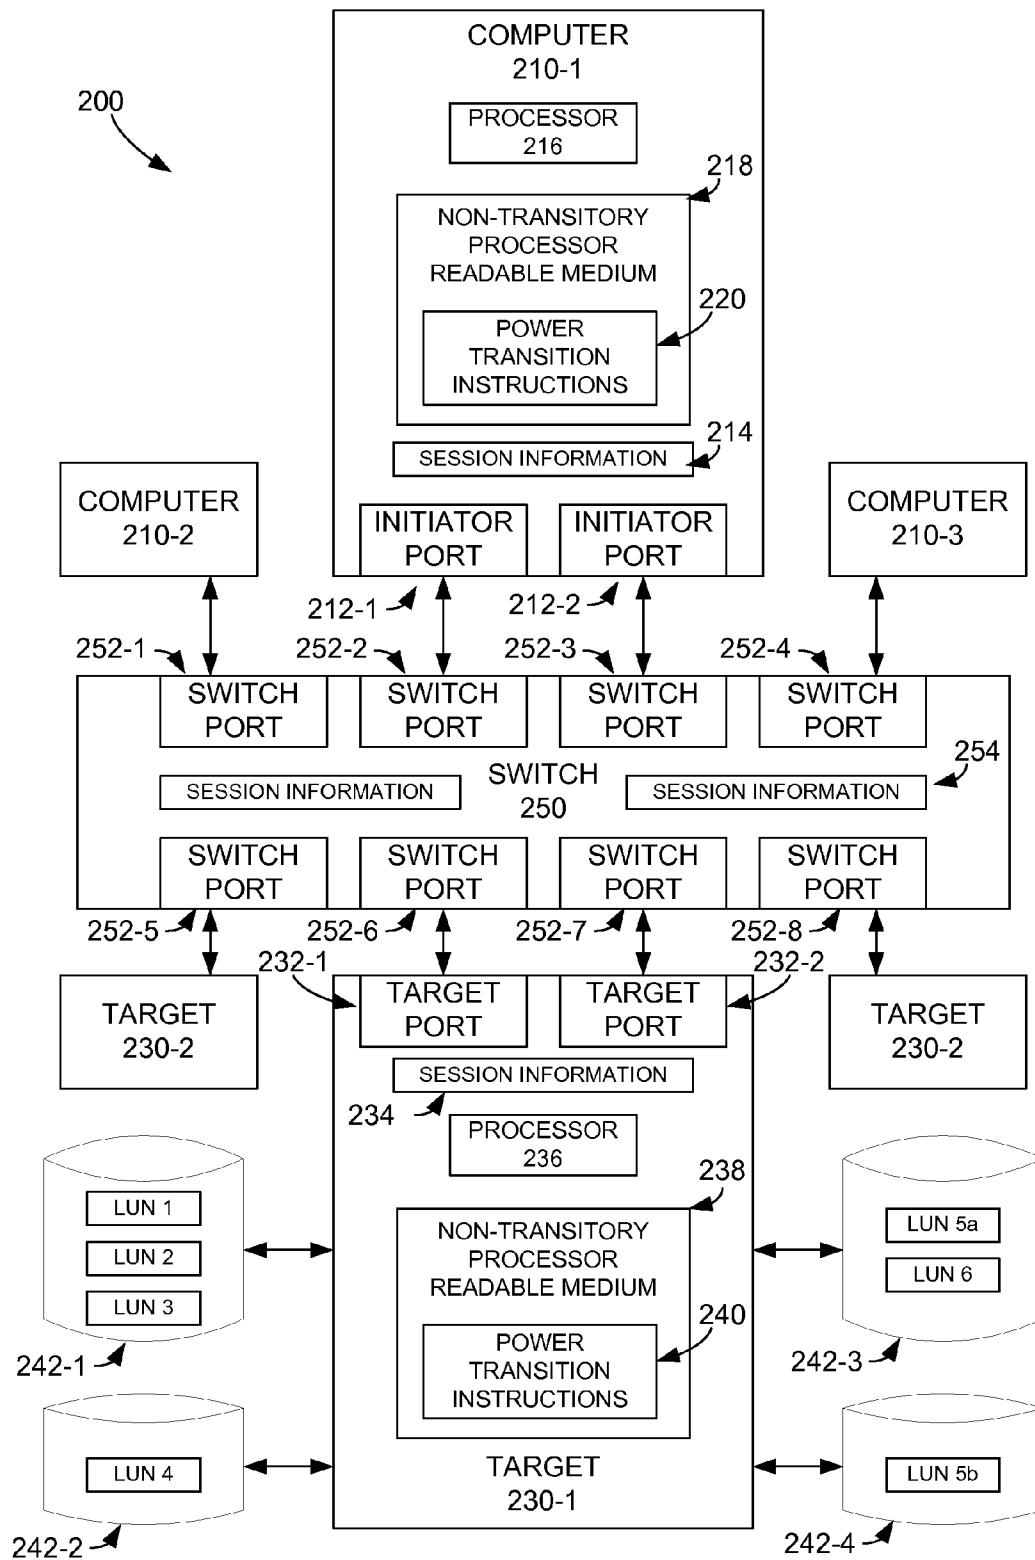 COMPUTER
210-1
200
PROCESSOR
216
218
NON-TRANSITORY
PROCESSOR
READABLE MEDIUM
220
POWER
TRANSITION
INSTRUCTIONS
214
SESSION INFORMATION
COMPUTER
210-2
INITIATOR
PORT
INITIATOR
PORT
COMPUTER
210-3
212-1
212-2
252-1
252-2
252-3
252-4
SWITCH
PORT
SWITCH
PORT
SWITCH
PORT
SWITCH
PORT
254
SESSION INFORMATION
SWITCH
250
SESSION INFORMATION
SWITCH
PORT
SWITCH
PORT
SWITCH
PORT
SWITCH
PORT
252-5
252-6
252-7
252-8
232-1
232-2
TARGET
230-2
TARGET
PORT
TARGET
PORT
TARGET
230-2
SESSION INFORMATION
234
PROCESSOR
236
238
LUN 1
LUN 2
LUN 3
242-1
NON-TRANSITORY
PROCESSOR
READABLE MEDIUM
240
POWER
TRANSITION
INSTRUCTIONS
LUN 5a
LUN 6
242-3
LUN 4
242-2
TARGET
230-1
LUN 5b
242-4